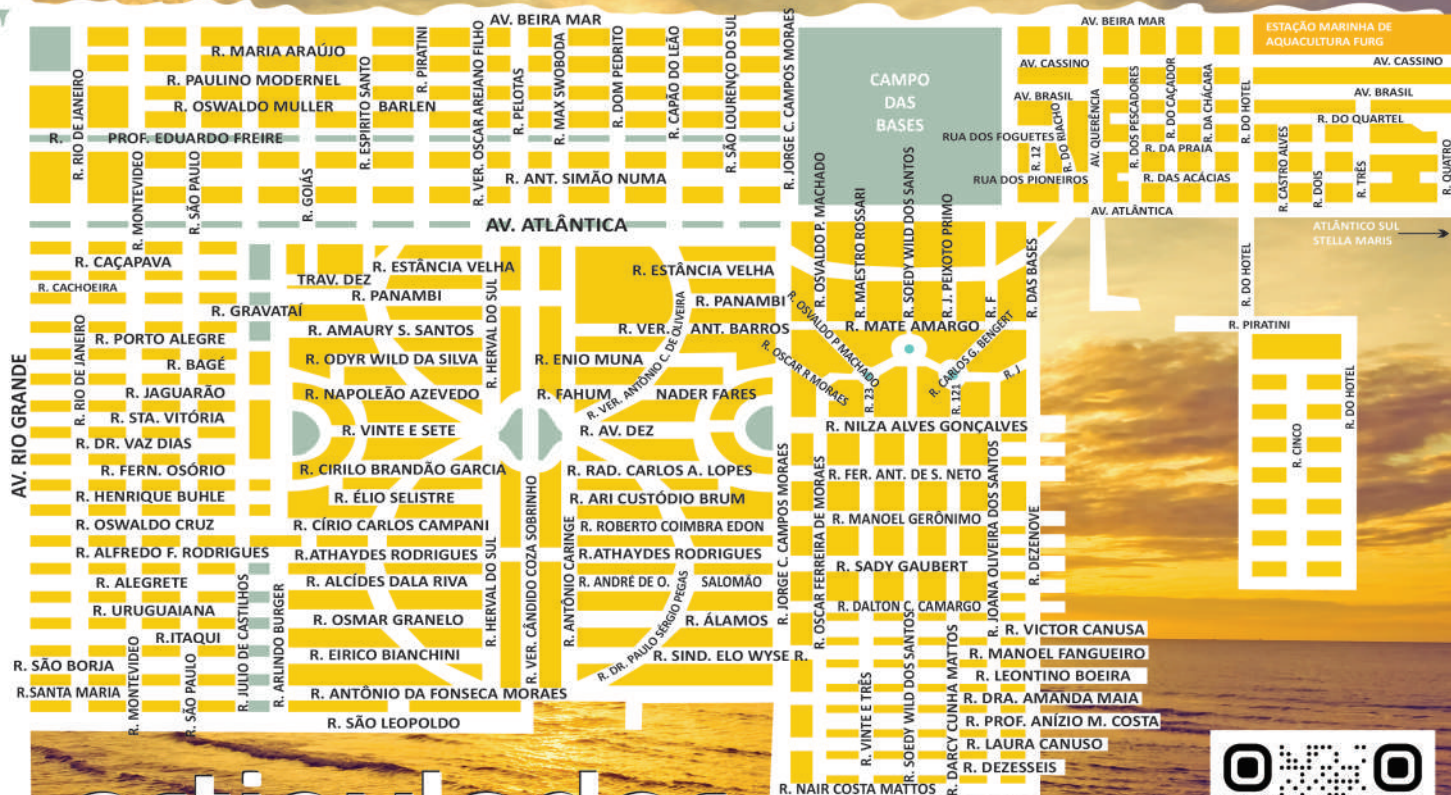 AV. BEIRA MAR
R. MARIA ARAÚJO
R. PAULINO MODERNEL
R. OSWALDO MULLER BARLEN
R. PROF. EDUARDO FREIRE
R. RIO DE JANEIRO
R. MONTEVIDEO
R. SÃO PAULO
R. GOIÁS
R. ESPIRITO SANTO
R. PIRATINI
R. VER. OSCAR AREJANO FILHO
R. PELOTAS
R. MAX SWOBODA
R. DOM PEDRITO
R. CAPÃO DO LEÃO
R. SÃO LOURENÇO DO SUL
R. JORGE C. CAMPOS MORAES
R. ANT. SIMÃO NUMA
AV. ATLÂNTICA
CAMPO
DAS
BASES
AV. BEIRA MAR
ESTAÇÃO MARINHA DE
AQUACULTURA FURG
AV. CASSINO
AV. CASSINO
AV. BRASIL
AV. BRASIL
R. DO QUARTEL
RUA DOS FOGUETES
R. 12
R. DO RIACHO
AV. QUERÊNCIA
R. DOS PESCADORES
R. DO CAÇADOR
R. DA CHÁCARA
R. DO HOTEL
R. DA PRAIA
RUA DOS PIONEIROS
R. DAS ACÁCIAS
R. CASTRO ALVES
R. DOIS
R. TRÊS
R. QUATRO
AV. ATLÂNTICA
ATLÂNTICO SUL
STELLA MARIS
R. DO HOTEL
R. PIRATINI
R. DO HOTEL
R. CINCO
AV. RIO GRANDE
R. CAÇAPAVA
R. CACHOEIRA
R. GRAVATAÍ
R. RIO DE JANEIRO
R. PORTO ALEGRE
R. BAGÉ
R. JAGUARÃO
R. STA. VITÓRIA
R. DR. VAZ DIAS
R. FERN. OSÓRIO
R. HENRIQUE BUHLE
R. OSWALDO CRUZ
R. ALFREDO F. RODRIGUES
R. ALEGRETE
R. URUGUAIANA
R.ITAQUI
R. SÃO BORJA
R.SANTA MARIA
R. MONTEVIDEO
R. SÃO PAULO
R. JULIO DE CASTILHOS
R. ARLINDO BURGER
TRAV. DEZ
R. ESTÂNCIA VELHA
R. PANAMBI
R. AMAURY S. SANTOS
R. ODYR WILD DA SILVA
R. NAPOLEÃO AZEVEDO
R. VINTE E SETE
R. CIRILO BRANDÃO GARCIA
R. ÉLIO SELISTRE
R. CÍRIO CARLOS CAMPANI
R.ATHAYDES RODRIGUES
R. ALCÍDES DALA RIVA
R. OSMAR GRANELO
R. EIRICO BIANCHINI
R. ANTÔNIO DA FONSECA MORAES
R. SÃO LEOPOLDO
R. HERVAL DO SUL
R. HERVAL DO SUL
R. VER. CÂNDIDO COZA SOBRINHO
R. ANTÔNIO CARINGE
R. ESTÂNCIA VELHA
R. PANAMBI
R. VER. ANT. BARROS
R. VER. ANTÔNIO C. DE OLIVEIRA
R. ENIO MUNA
R. FAHUM NADER FARES
R. AV. DEZ
R. RAD. CARLOS A. LOPES
R. ARI CUSTÓDIO BRUM
R. ROBERTO COIMBRA EDON
R.ATHAYDES RODRIGUES
R. ANDRÉ DE O. SALOMÃO
R. ÁLAMOS
R. DR. PAULO SÉRGIO PEGAS
R. SIND. ELO WYSE R.
R. OSVALDO P. MACHADO
R. MAESTRO ROSSARI
R. SOEDY WILD DOS SANTOS
R. J. PEIXOTO PRIMO
R. F
R. DAS BASES
R. MATE AMARGO
R. OSVALDO P MACHADO
R. OSCAR R MORAES
R. CARLOS G. BENGERT
R. 23
R. 121
R. J
R. NILZA ALVES GONÇALVES
R. FER. ANT. DE S. NETO
R. MANOEL GERÔNIMO
R. SADY GAUBERT
R. DALTON C. CAMARGO
R. JORGE C. CAMPOS MORAES
R. OSCAR FERREIRA DE MORAES
R. JOANA OLIVEIRA DOS SANTOS
R. DEZENOVE
R. VICTOR CANUSA
R. MANOEL FANGUEIRO
R. LEONTINO BOEIRA
R. DRA. AMANDA MAIA
R. PROF. ANÍZIO M. COSTA
R. LAURA CANUSO
R. DEZESSEIS
R. VINTE E TRÊS
R. SOEDY WILD DOS SANTOS
R. DARCY CUNHA MATTOS
R. NAIR COSTA MATTOS